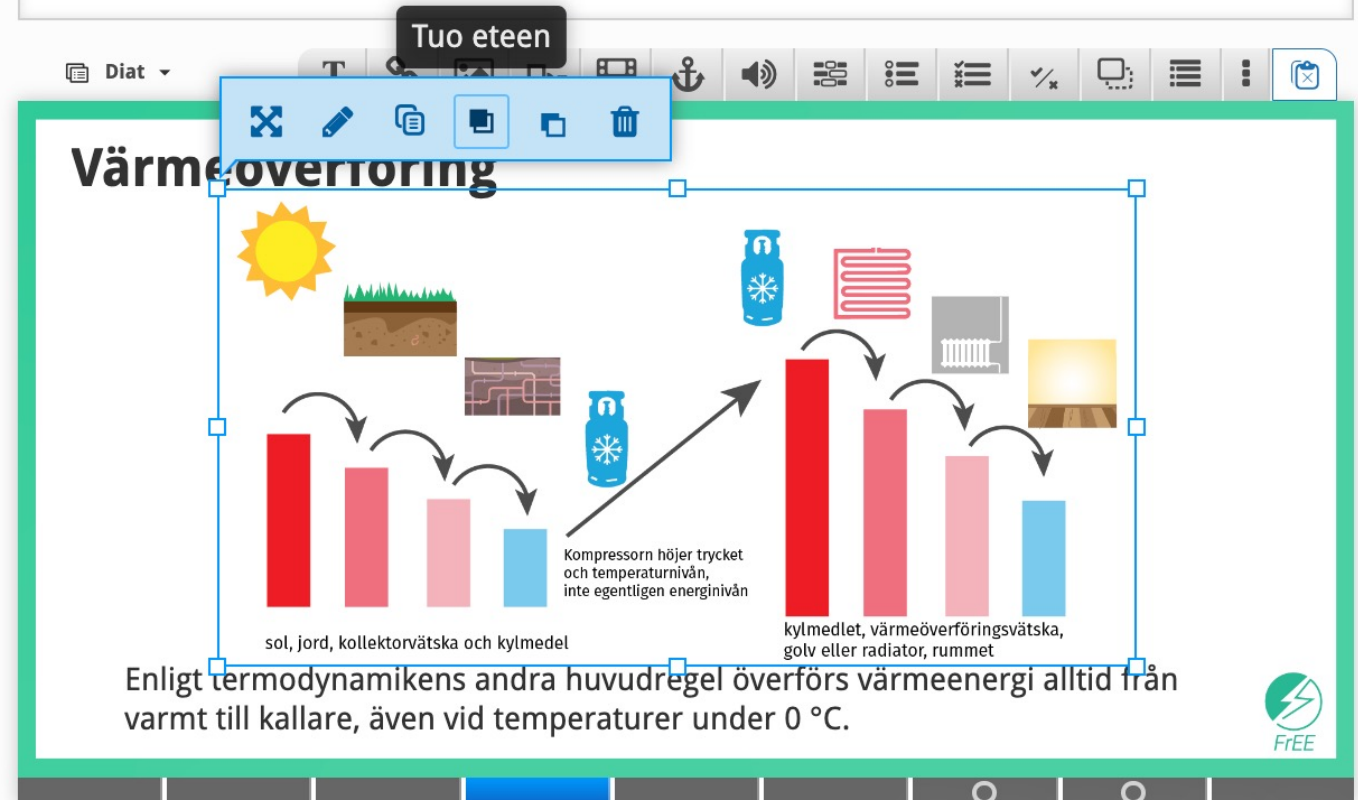 Tuo eteen
Diat
Värmeöverföring
Kompressorn höjer trycket
och temperaturnivån,
inte egentligen energinivån
sol, jord, kollektorvätska och kylmedel
kylmedlet, värmeöverföringsvätska,
golv eller radiator, rummet
Enligt termodynamikens andra huvudregel överförs värmeenergi alltid från
varmt till kallare, även vid temperaturer under 0 °C.
FrEE